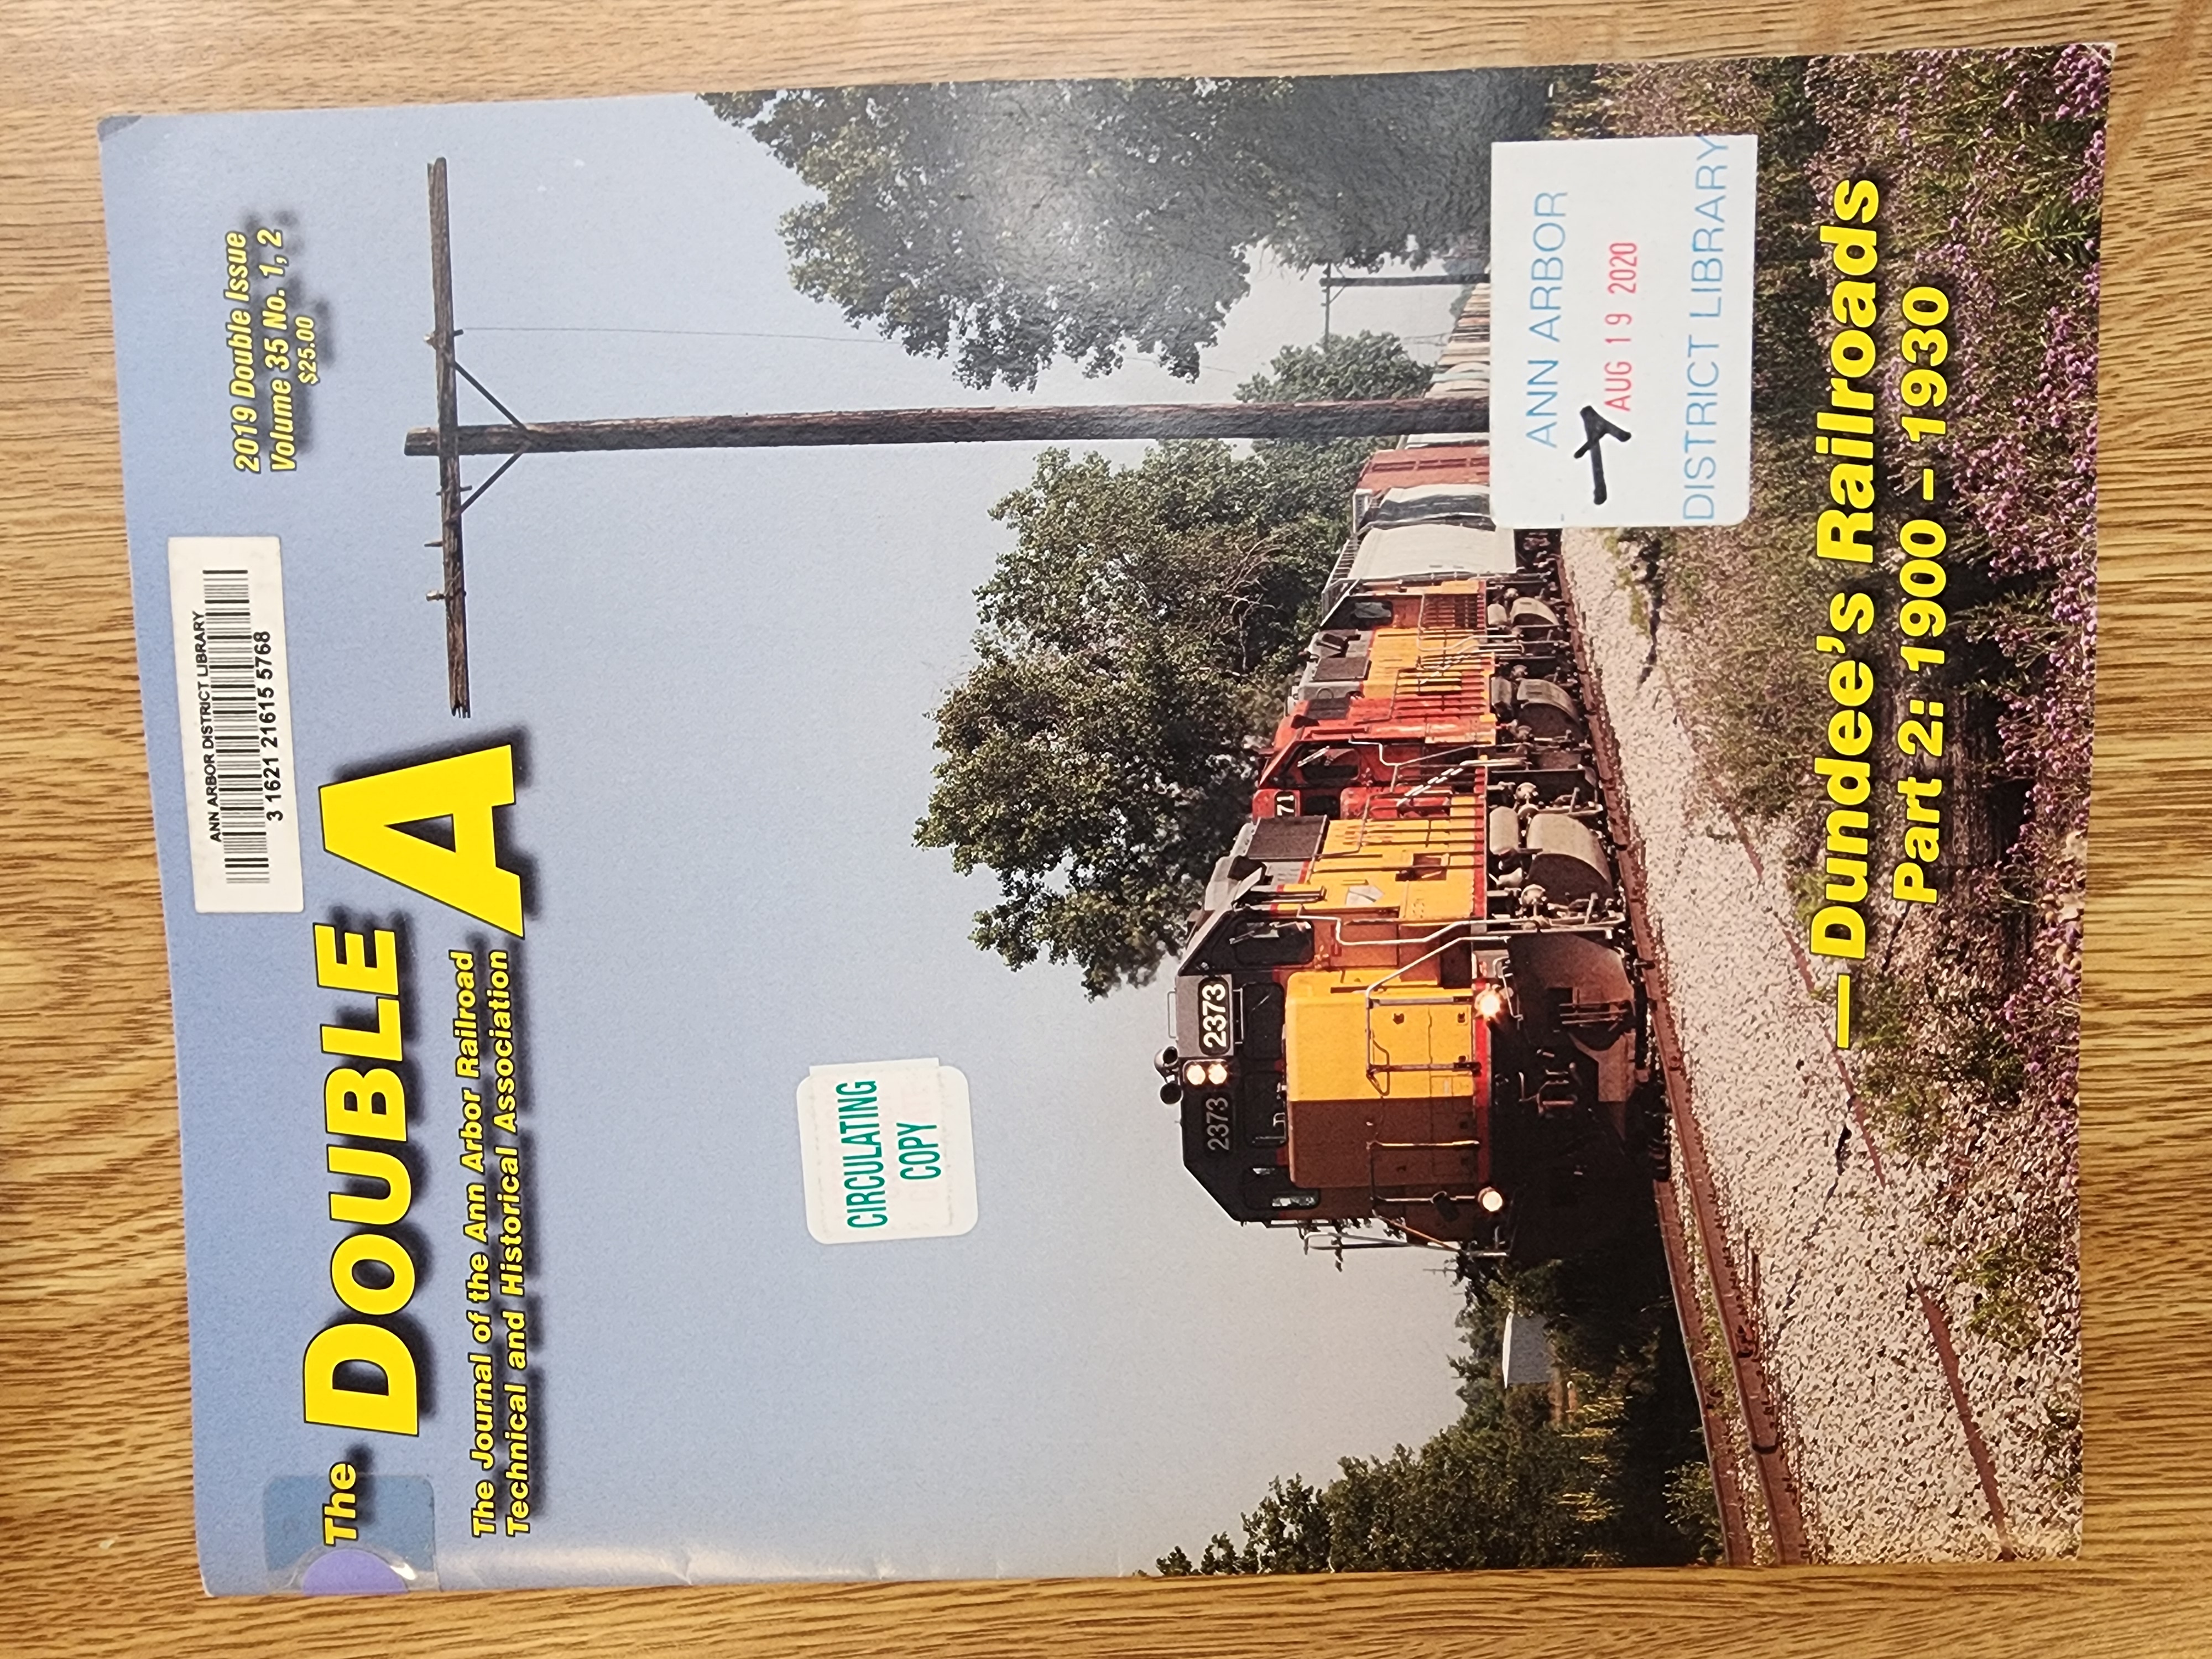 ANN ARBOR DISTRICT LIBRARY
3 1621 21615 5768
2019 Double Issue
Volume 35 No. 1, 2
$25.00
The DOUBLE A
The Journal of the Ann Arbor Railroad
Technical and Historical Association
CIRCULATING
COPY
2373
2373
71
ANN ARBOR
AUG 19 2020
DISTRICT LIBRARY
— Dundee's Railroads
Part 2: 1900 – 1930